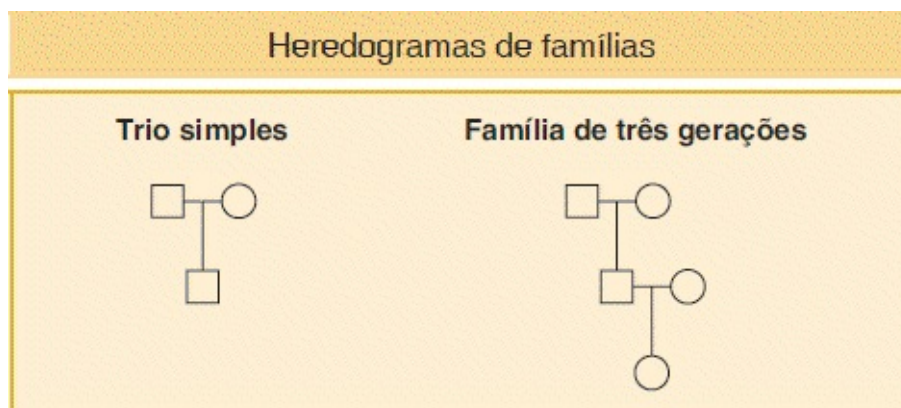 Heredogramas de famílias
Trio simples
Família de três gerações